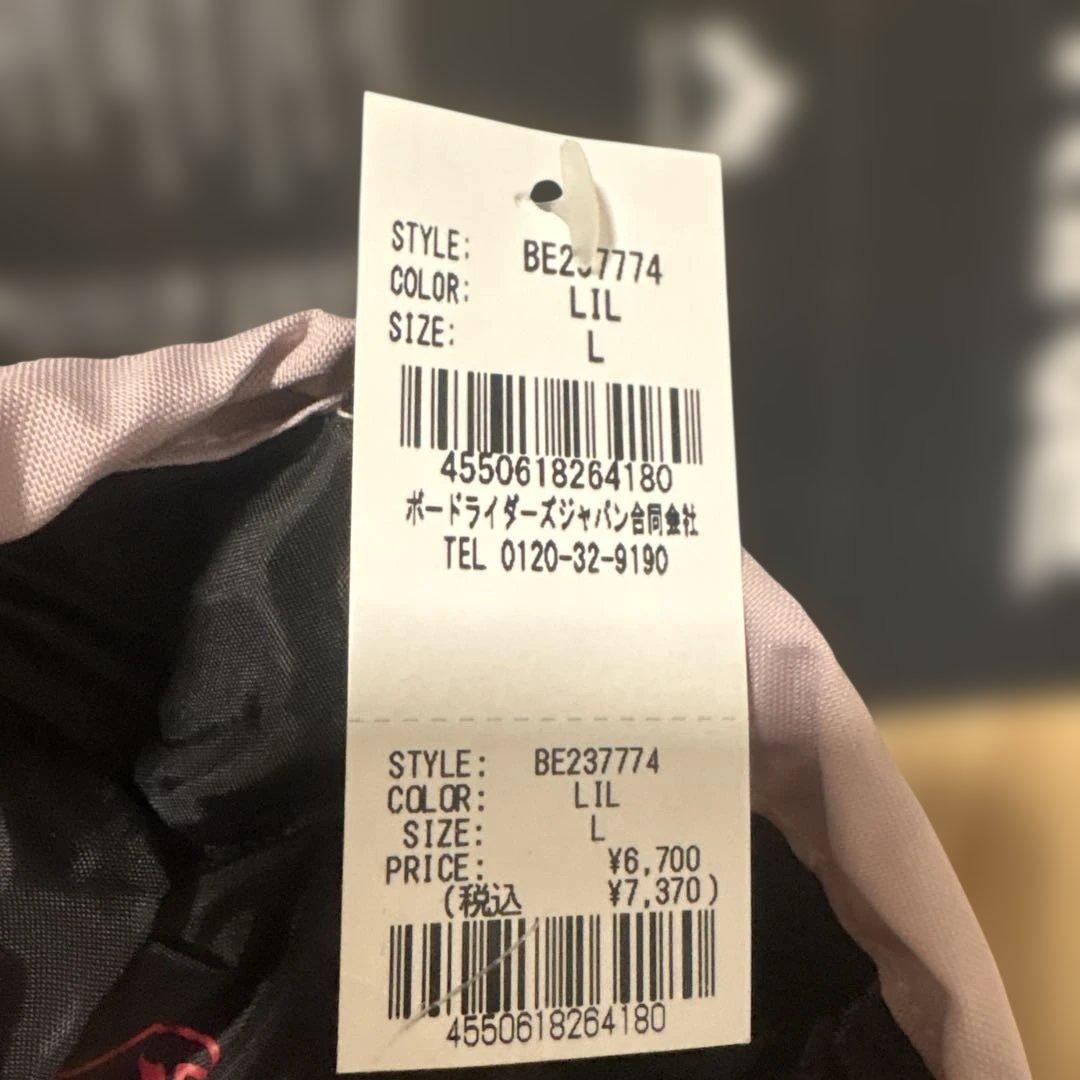 STYLE: BE237774
COLOR: LIL
SIZE: L
4550618264180
ボードライダーズジャパン合同会社
TEL 0120-32-9190
STYLE: BE237774
COLOR: LIL
SIZE: L
PRICE: ¥6,700
(税込 ¥7,370)
4550618264180